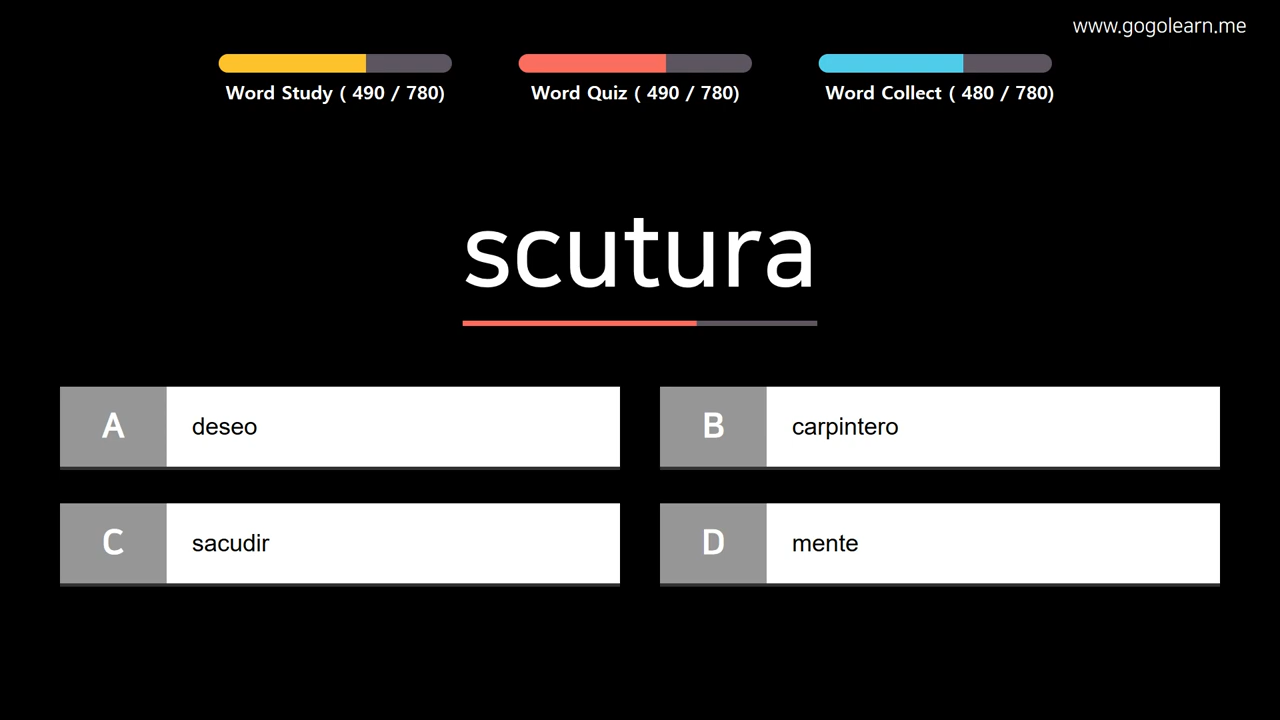 www.gogolearn.me
Word Study ( 490 / 780)
Word Quiz ( 490 / 780)
Word Collect ( 480 / 780)
scutura
A deseo
B carpintero
C sacudir
D mente